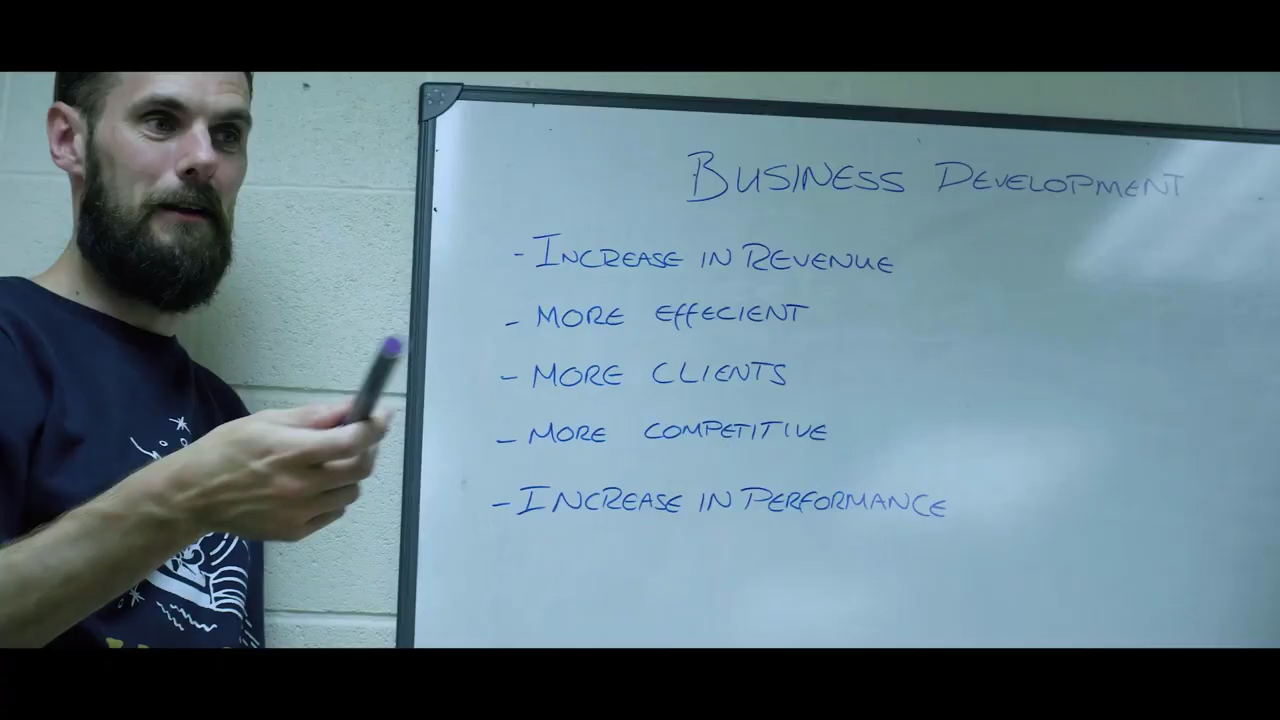 BUSINESS DEVELOPMENT
- INCREASE IN REVENUE
- MORE EFFECIENT
- MORE CLIENTS
- MORE COMPETITIVE
- INCREASE IN PERFORMANCE